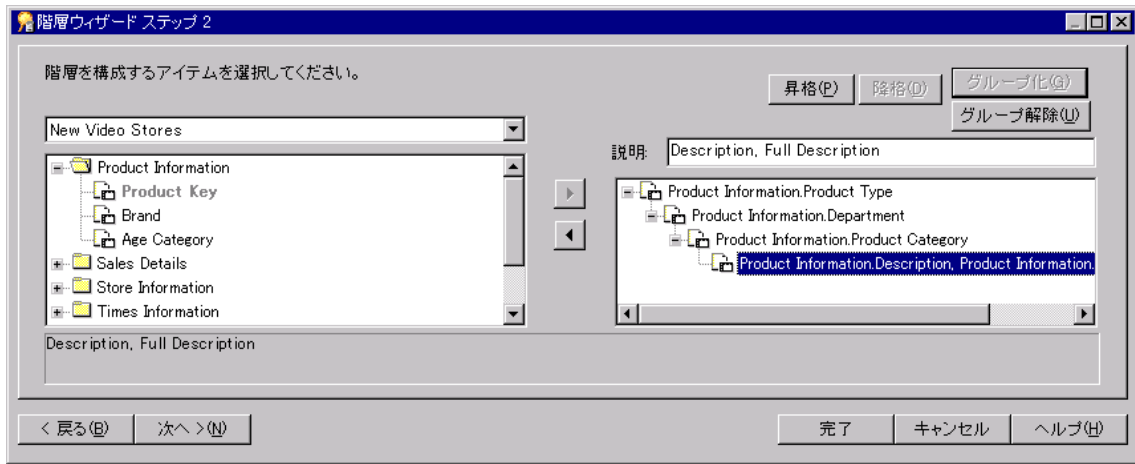 階層ウィザード ステップ 2
階層を構成するアイテムを選択してください。
昇格(P)
降格(D)
グループ化(G)
グループ解除(U)
New Video Stores
説明:
Description, Full Description
Product Information
Product Key
Brand
Age Category
Sales Details
Store Information
Times Information
Product Information.Product Type
Product Information.Department
Product Information.Product Category
Product Information.Description, Product Information.
Description, Full Description
< 戻る(B)
次へ >(N)
完了
キャンセル
ヘルプ(H)